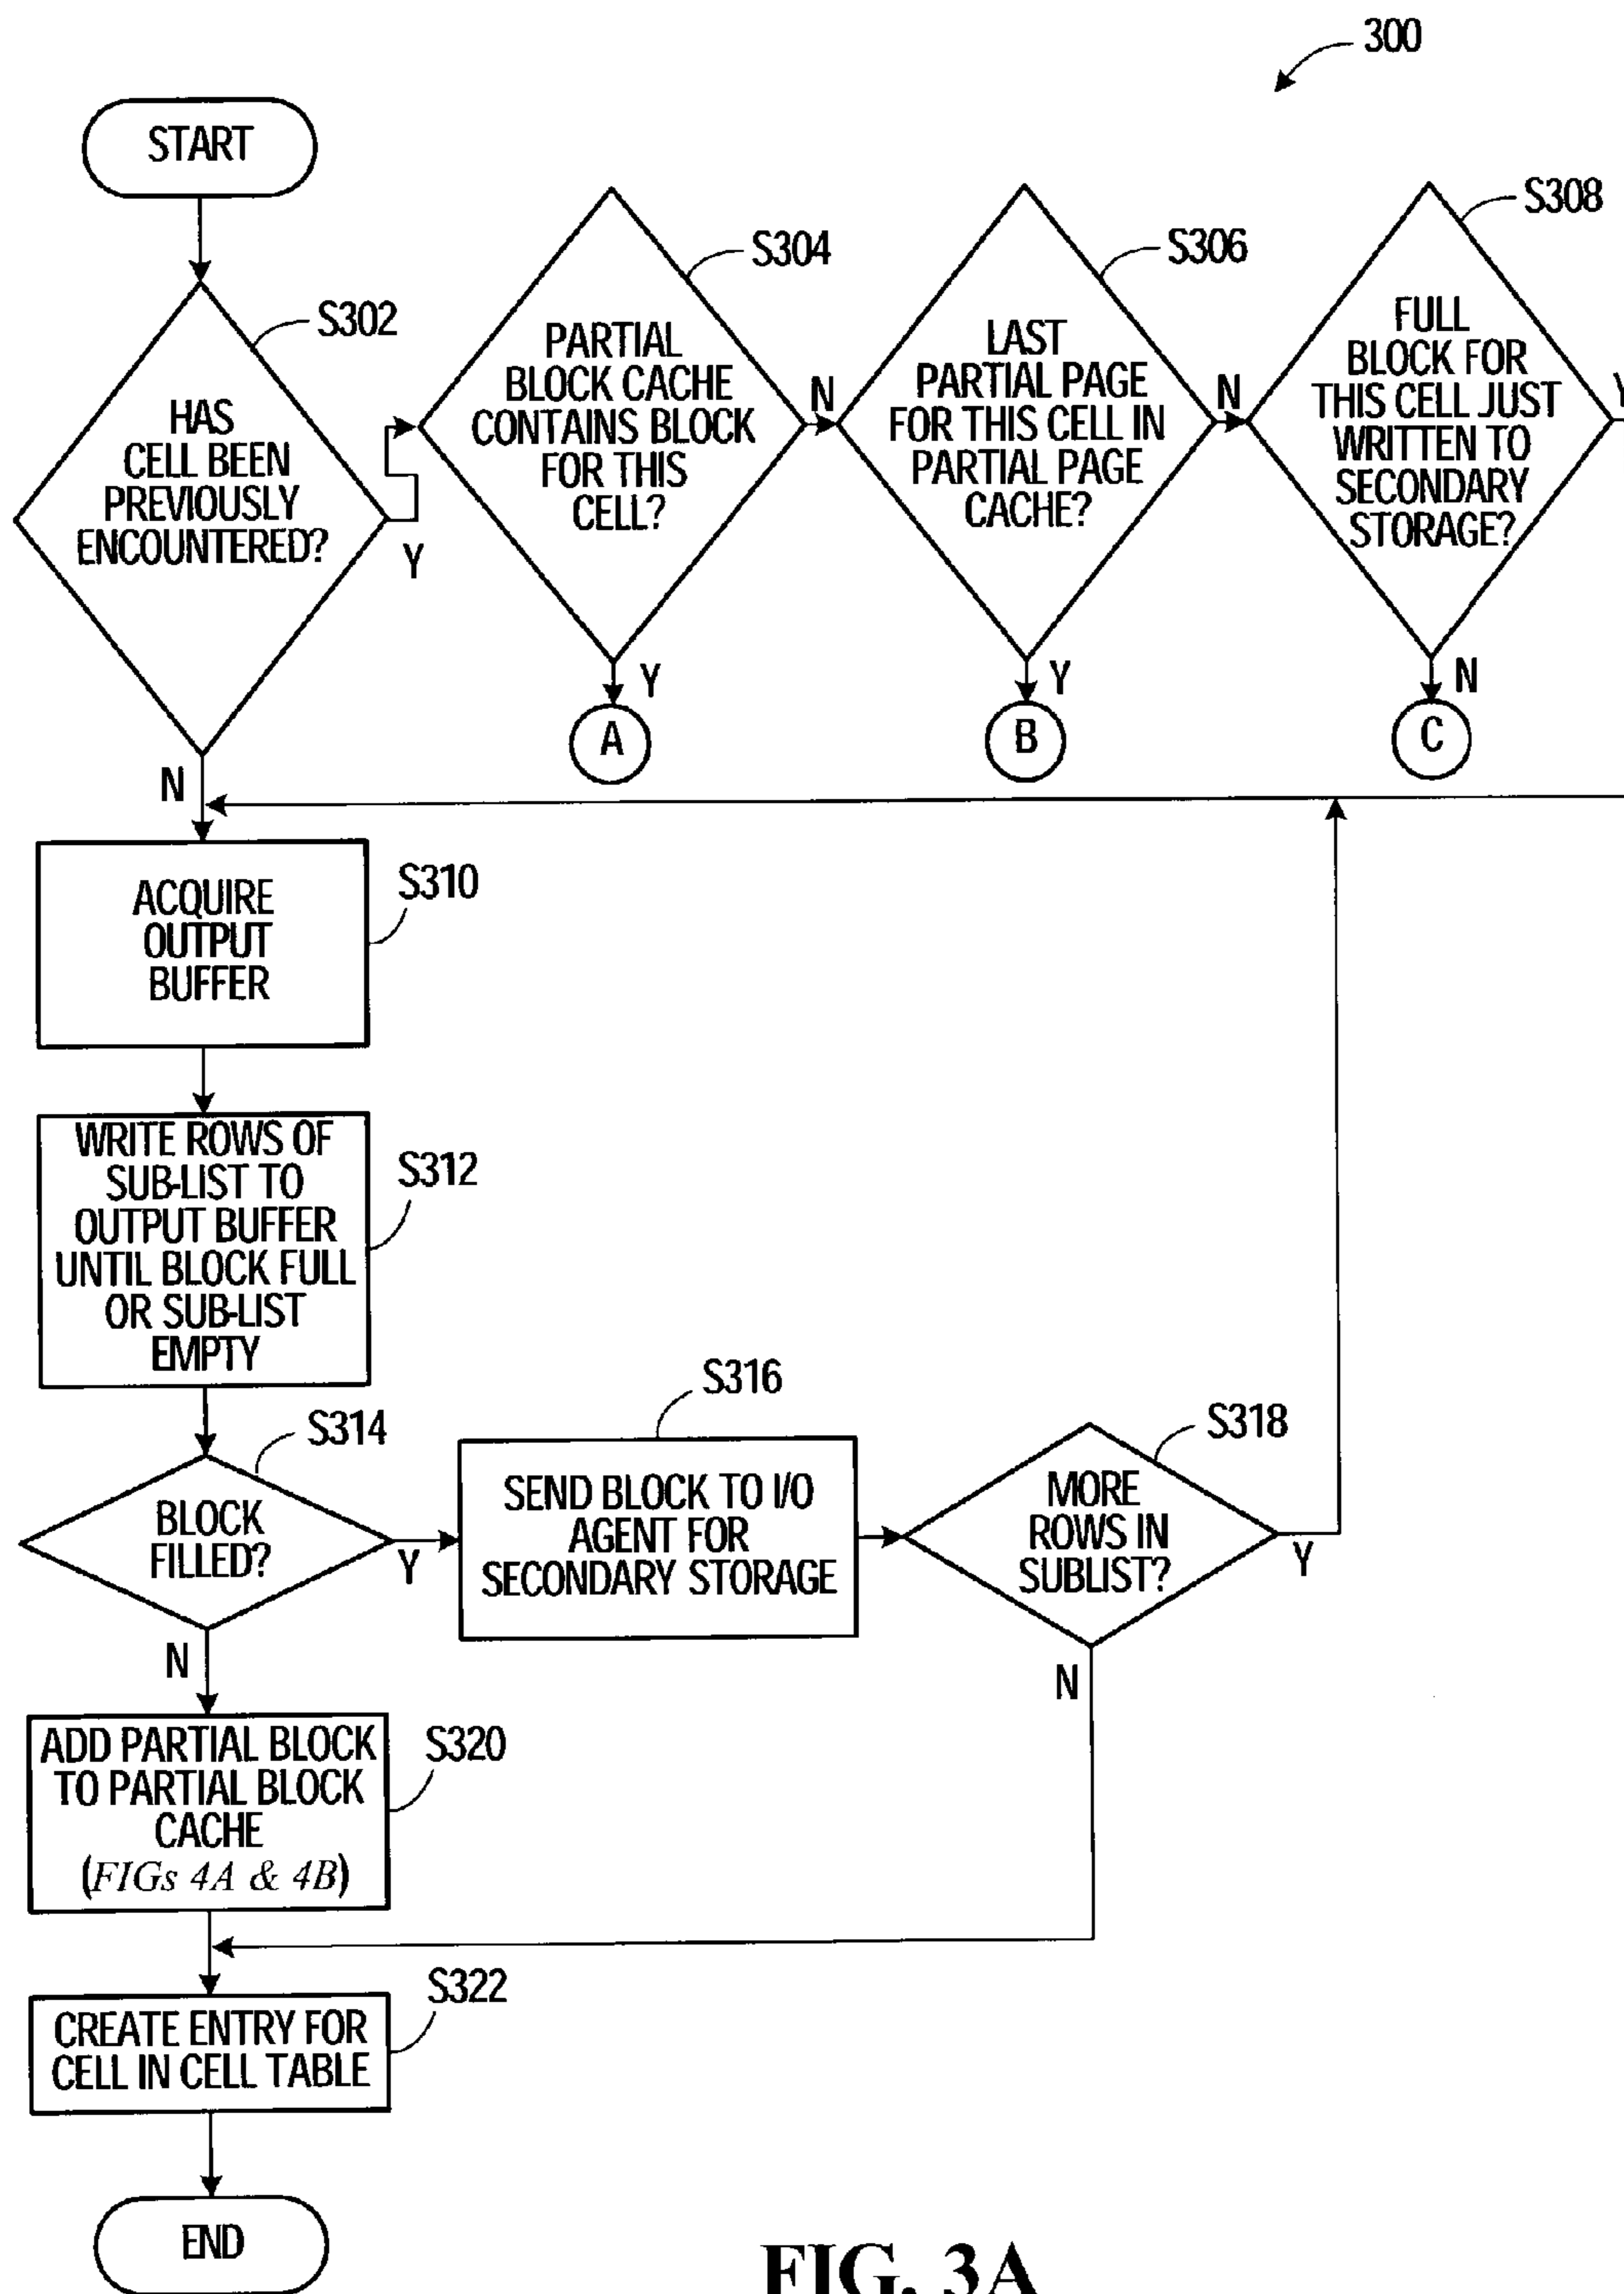 300
START
S302
HAS
CELL BEEN
PREVIOUSLY
ENCOUNTERED?
Y
N
S304
PARTIAL
BLOCK CACHE
CONTAINS BLOCK
FOR THIS
CELL?
N
Y
A
S306
LAST
PARTIAL PAGE
FOR THIS CELL IN
PARTIAL PAGE
CACHE?
N
Y
B
S308
FULL
BLOCK FOR
THIS CELL JUST
WRITTEN TO
SECONDARY
STORAGE?
Y
N
C
ACQUIRE
OUTPUT
BUFFER
S310
WRITE ROWS OF
SUB-LIST TO
OUTPUT BUFFER
UNTIL BLOCK FULL
OR SUB-LIST
EMPTY
S312
S314
BLOCK
FILLED?
Y
N
S316
SEND BLOCK TO I/O
AGENT FOR
SECONDARY STORAGE
S318
MORE
ROWS IN
SUBLIST?
Y
N
ADD PARTIAL BLOCK
TO PARTIAL BLOCK
CACHE
(FIGs 4A & 4B)
S320
S322
CREATE ENTRY FOR
CELL IN CELL TABLE
END
FIG. 3A